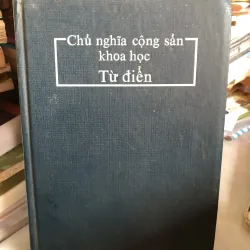 Chủ nghĩa cộng sản
khoa học
Từ điển